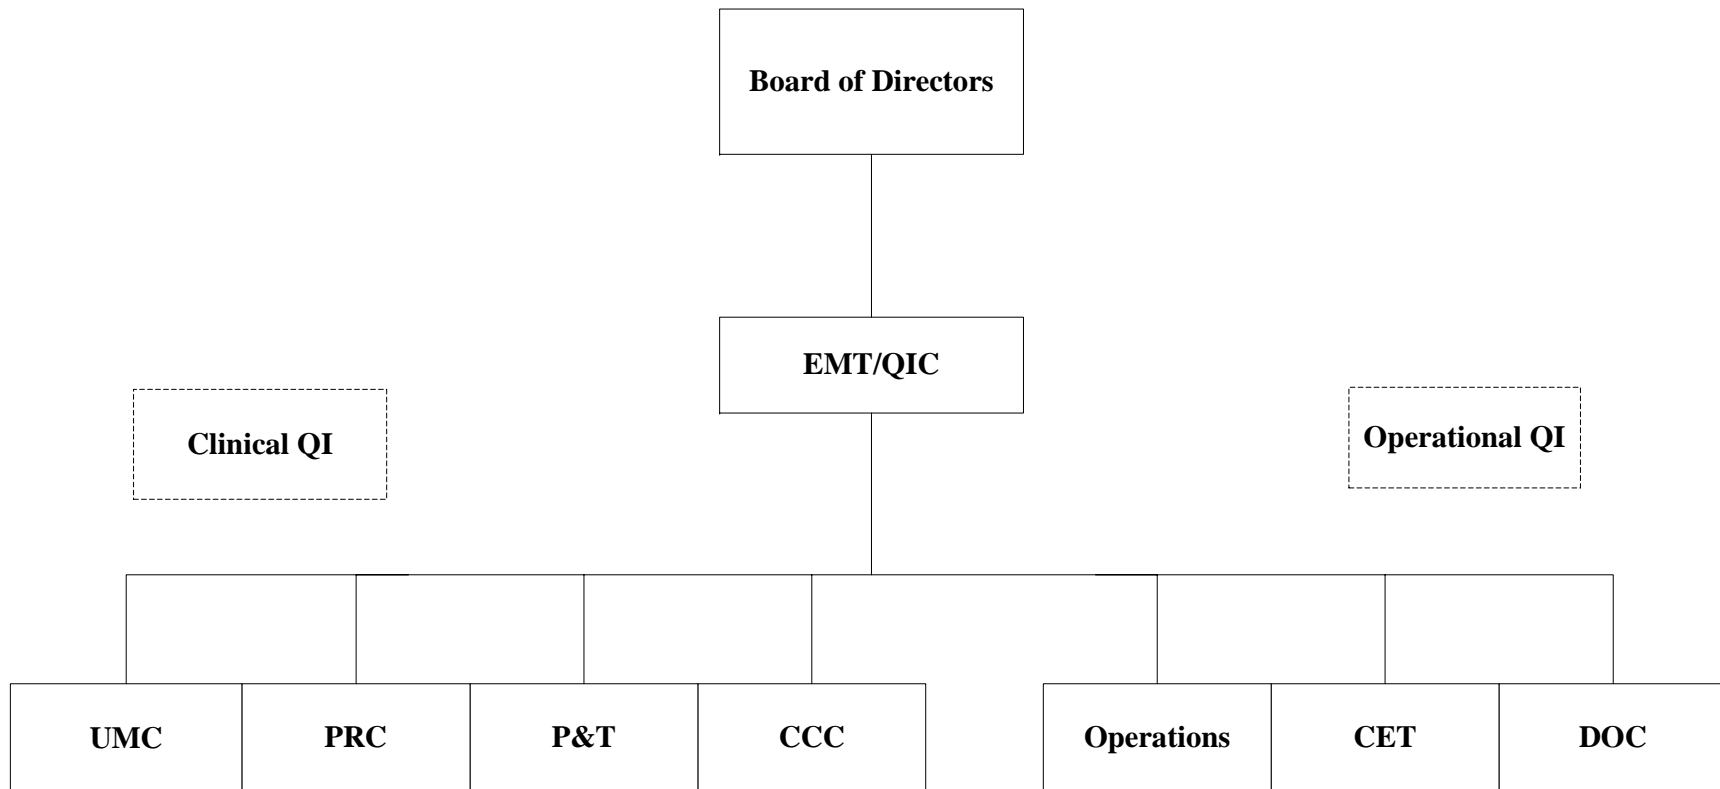 Board of Directors
EMT/QIC
Clinical QI
Operational QI
UMC
PRC
P&T
CCC
Operations
CET
DOC